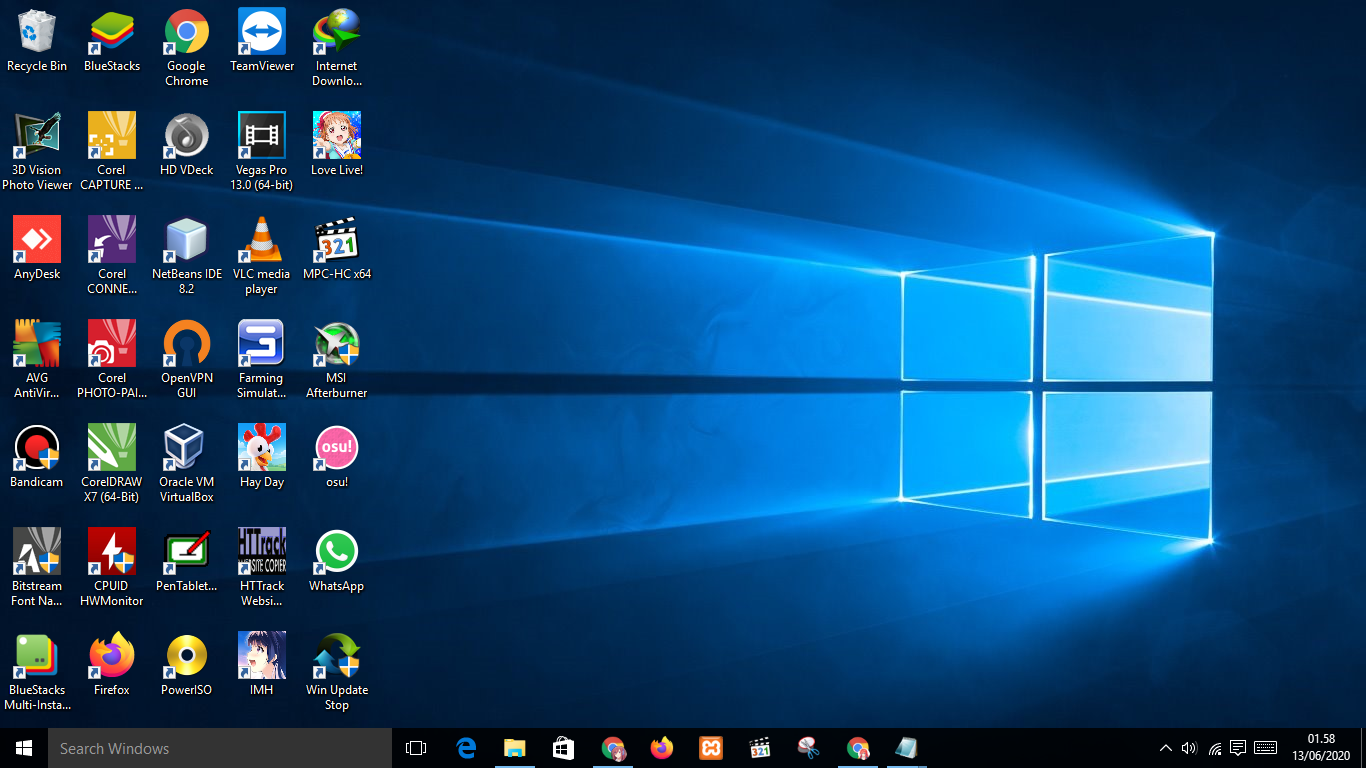 Recycle Bin
BlueStacks
Google
Chrome
TeamViewer
Internet
Downlo...
3D Vision
Photo Viewer
Corel
CAPTURE ...
HD VDeck
Vegas Pro
13.0 (64-bit)
Love Live!
AnyDesk
Corel
CONNE...
NetBeans IDE
8.2
VLC media
player
321
MPC-HC x64
AVG
AntiVir...
Corel
PHOTO-PAI...
OpenVPN
GUI
Farming
Simulat...
MSI
Afterburner
Bandicam
CorelDRAW
X7 (64-Bit)
Oracle VM
VirtualBox
Hay Day
osu!
osu!
Bitstream
Font Na...
CPUID
HWMonitor
PenTablet...
HTTrack
WEBSITE COPIER
HTTrack
Websi...
WhatsApp
BlueStacks
Multi-Insta...
Firefox
PowerISO
IMH
Win Update
Stop
Search Windows
321
01.58
13/06/2020